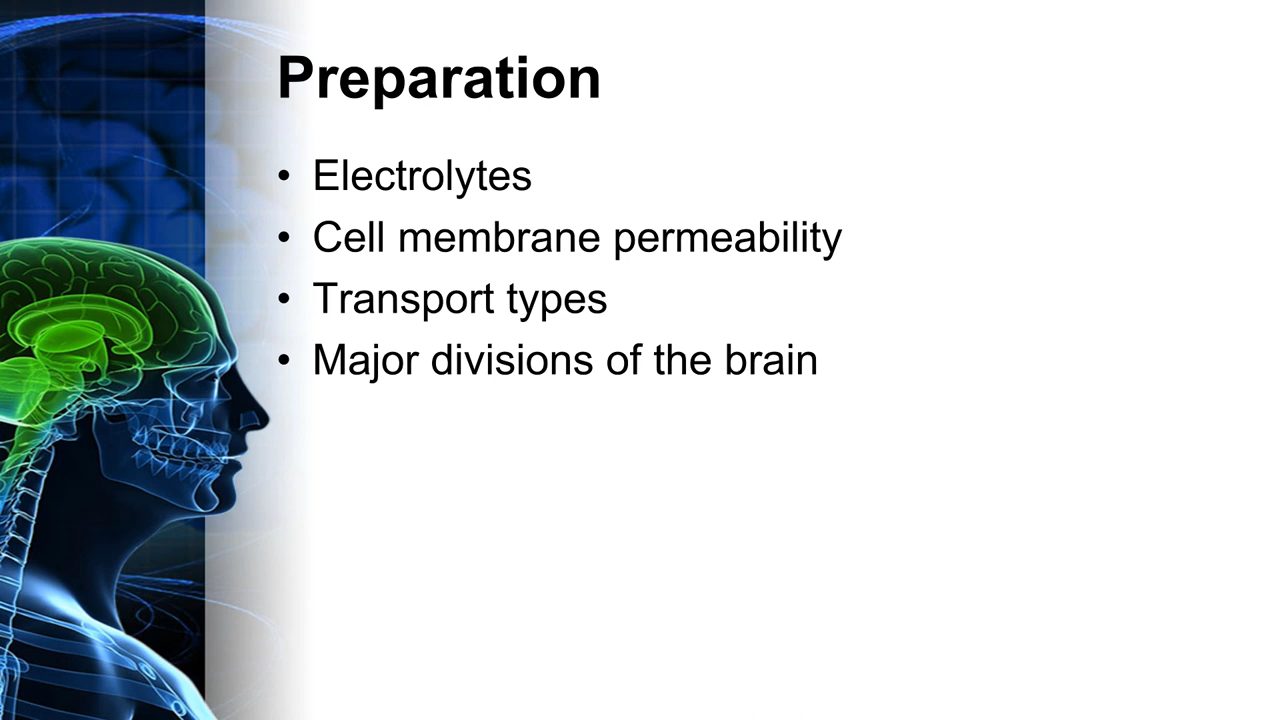 Preparation
• Electrolytes
• Cell membrane permeability
• Transport types
• Major divisions of the brain